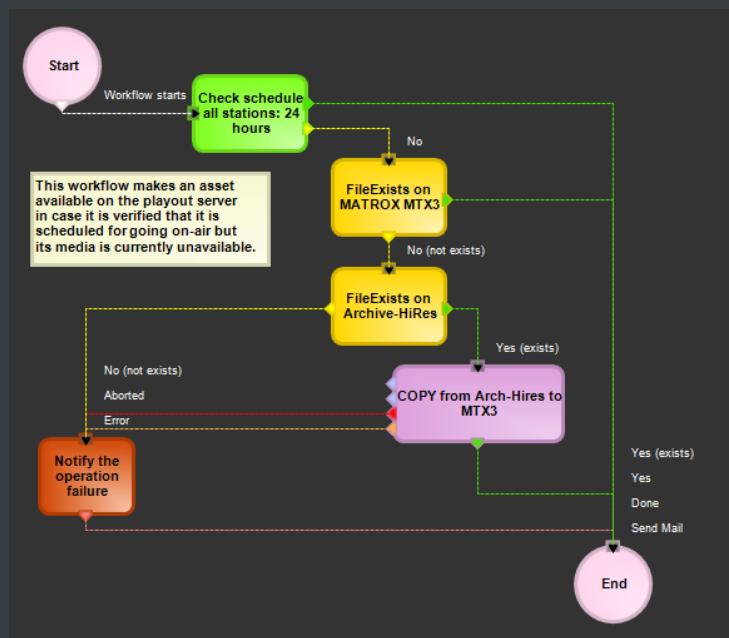 Start
Workflow starts
Check schedule
all stations: 24
hours
No
This workflow makes an asset
available on the playout server
in case it is verified that it is
scheduled for going on-air but
its media is currently unavailable.
FileExists on
MATROX MTX3
No (not exists)
FileExists on
Archive-HiRes
Yes (exists)
No (not exists)
Aborted
Error
COPY from Arch-Hires to
MTX3
Notify the
operation
failure
Yes (exists)
Yes
Done
Send Mail
End